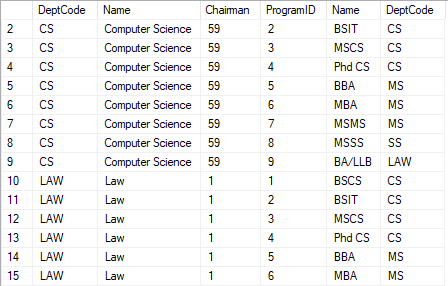 DeptCode Name Chairman ProgramID Name DeptCode
2 CS Computer Science 59 2 BSIT CS
3 CS Computer Science 59 3 MSCS CS
4 CS Computer Science 59 4 Phd CS CS
5 CS Computer Science 59 5 BBA MS
6 CS Computer Science 59 6 MBA MS
7 CS Computer Science 59 7 MSMS MS
8 CS Computer Science 59 8 MSSS SS
9 CS Computer Science 59 9 BA/LLB LAW
10 LAW Law 1 1 BSCS CS
11 LAW Law 1 2 BSIT CS
12 LAW Law 1 3 MSCS CS
13 LAW Law 1 4 Phd CS CS
14 LAW Law 1 5 BBA MS
15 LAW Law 1 6 MBA MS